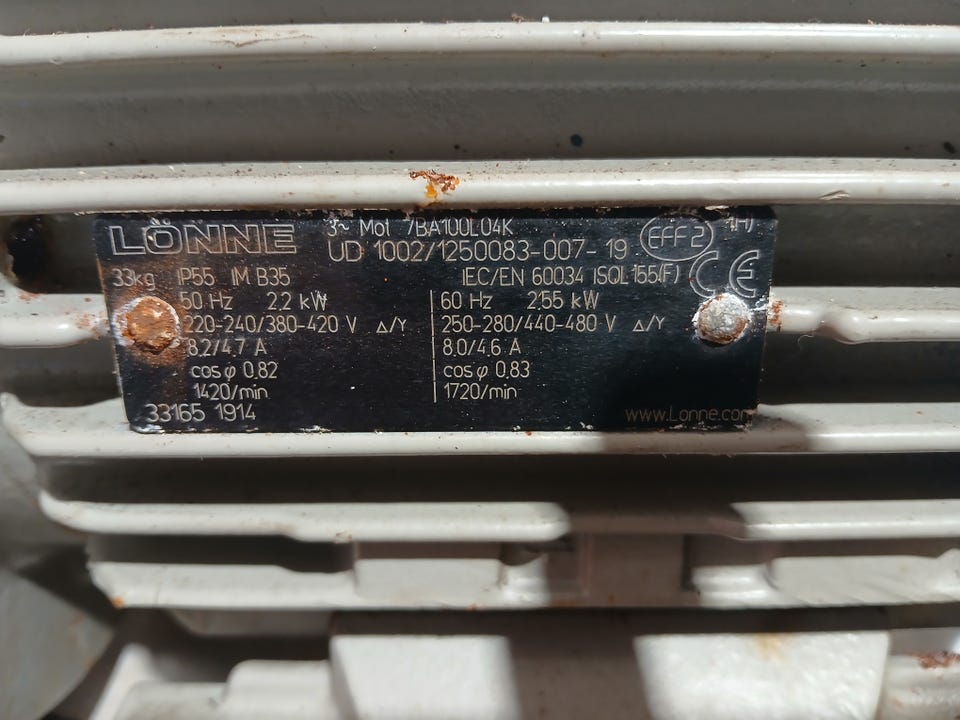 LÖNNE 3~ Mot 7BA100L04K (H)
UD 1002/1250083-007-19 EFF2
33kg IP55 IM B35 IEC/EN 60034 ISQL 155(F) CE
50 Hz 2,2 kW 60 Hz 2,55 kW
220-240/380-420 V Δ/Y 250-280/440-480 V Δ/Y
8,2/4,7 A 8,0/4,6 A
cos φ 0,82 cos φ 0,83
1420/min 1720/min
33165 1914 www.Lonne.com